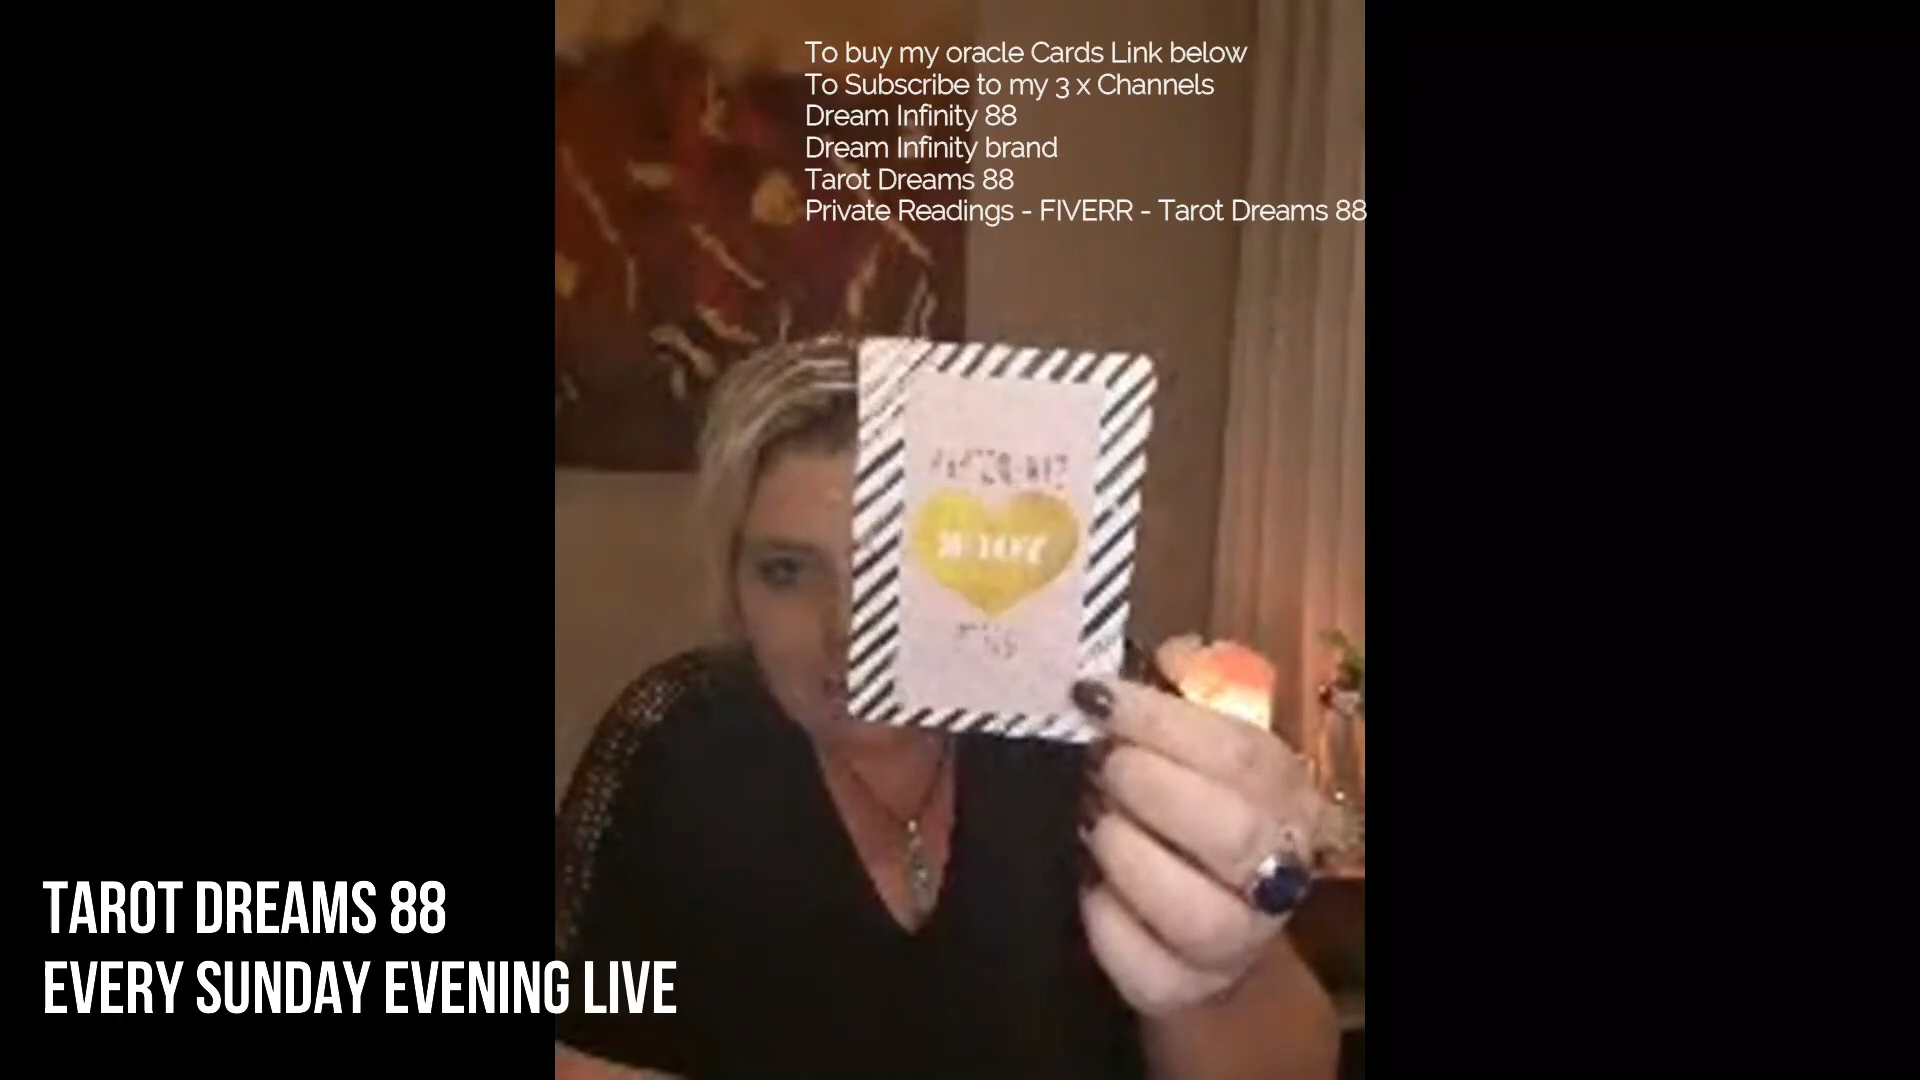 To buy my oracle Cards Link below
To Subscribe to my 3 x Channels
Dream Infinity 88
Dream Infinity brand
Tarot Dreams 88
Private Readings - FIVERR - Tarot Dreams 88
TAROT DREAMS 88
EVERY SUNDAY EVENING LIVE